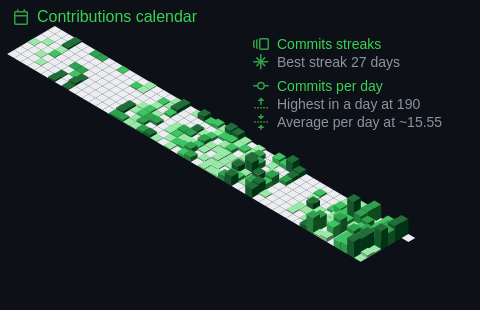 Contributions calendar
Commits streaks
Best streak 27 days
Commits per day
Highest in a day at 190
Average per day at ~15.55